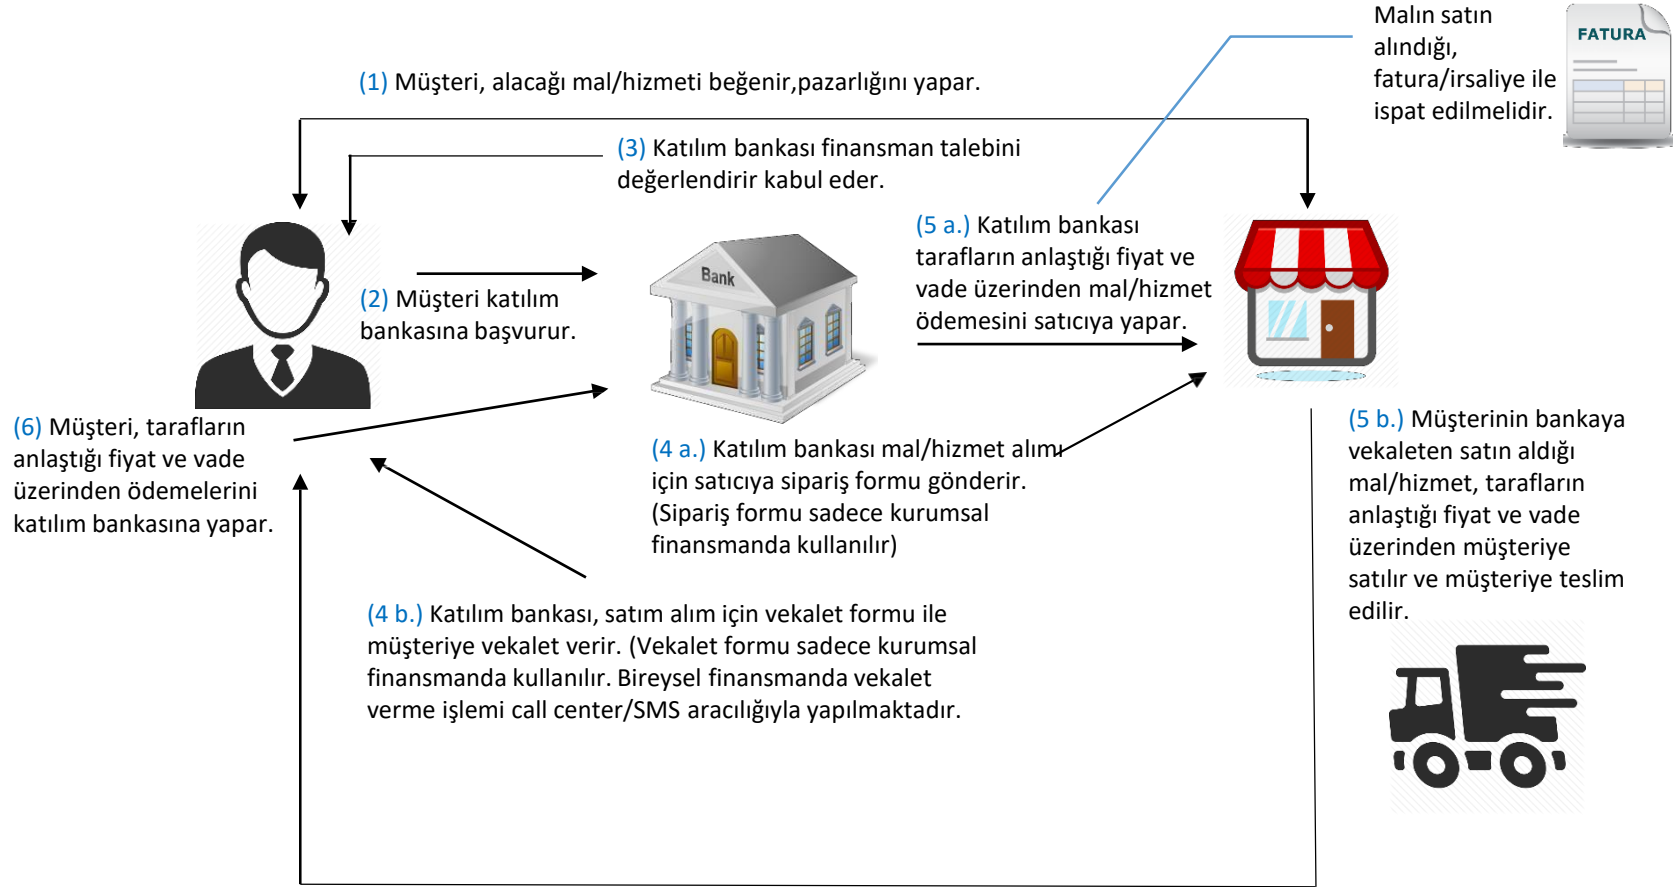 Malın satın
alındığı,
fatura/irsaliye ile
ispat edilmelidir.
FATURA
(1) Müşteri, alacağı mal/hizmeti beğenir,pazarlığını yapar.
(3) Katılım bankası finansman talebini
değerlendirir kabul eder.
(2) Müşteri katılım
bankasına başvurur.
Bank
(5 a.) Katılım bankası
tarafların anlaştığı fiyat ve
vade üzerinden mal/hizmet
ödemesini satıcıya yapar.
(6) Müşteri, tarafların
anlaştığı fiyat ve vade
üzerinden ödemelerini
katılım bankasına yapar.
(4 a.) Katılım bankası mal/hizmet alımı
için satıcıya sipariş formu gönderir.
(Sipariş formu sadece kurumsal
finansmanda kullanılır)
(5 b.) Müşterinin bankaya
vekaleten satın aldığı
mal/hizmet, tarafların
anlaştığı fiyat ve vade
üzerinden müşteriye
satılır ve müşteriye teslim
edilir.
(4 b.) Katılım bankası, satım alım için vekalet formu ile
müşteriye vekalet verir. (Vekalet formu sadece kurumsal
finansmanda kullanılır. Bireysel finansmanda vekalet
verme işlemi call center/SMS aracılığıyla yapılmaktadır.